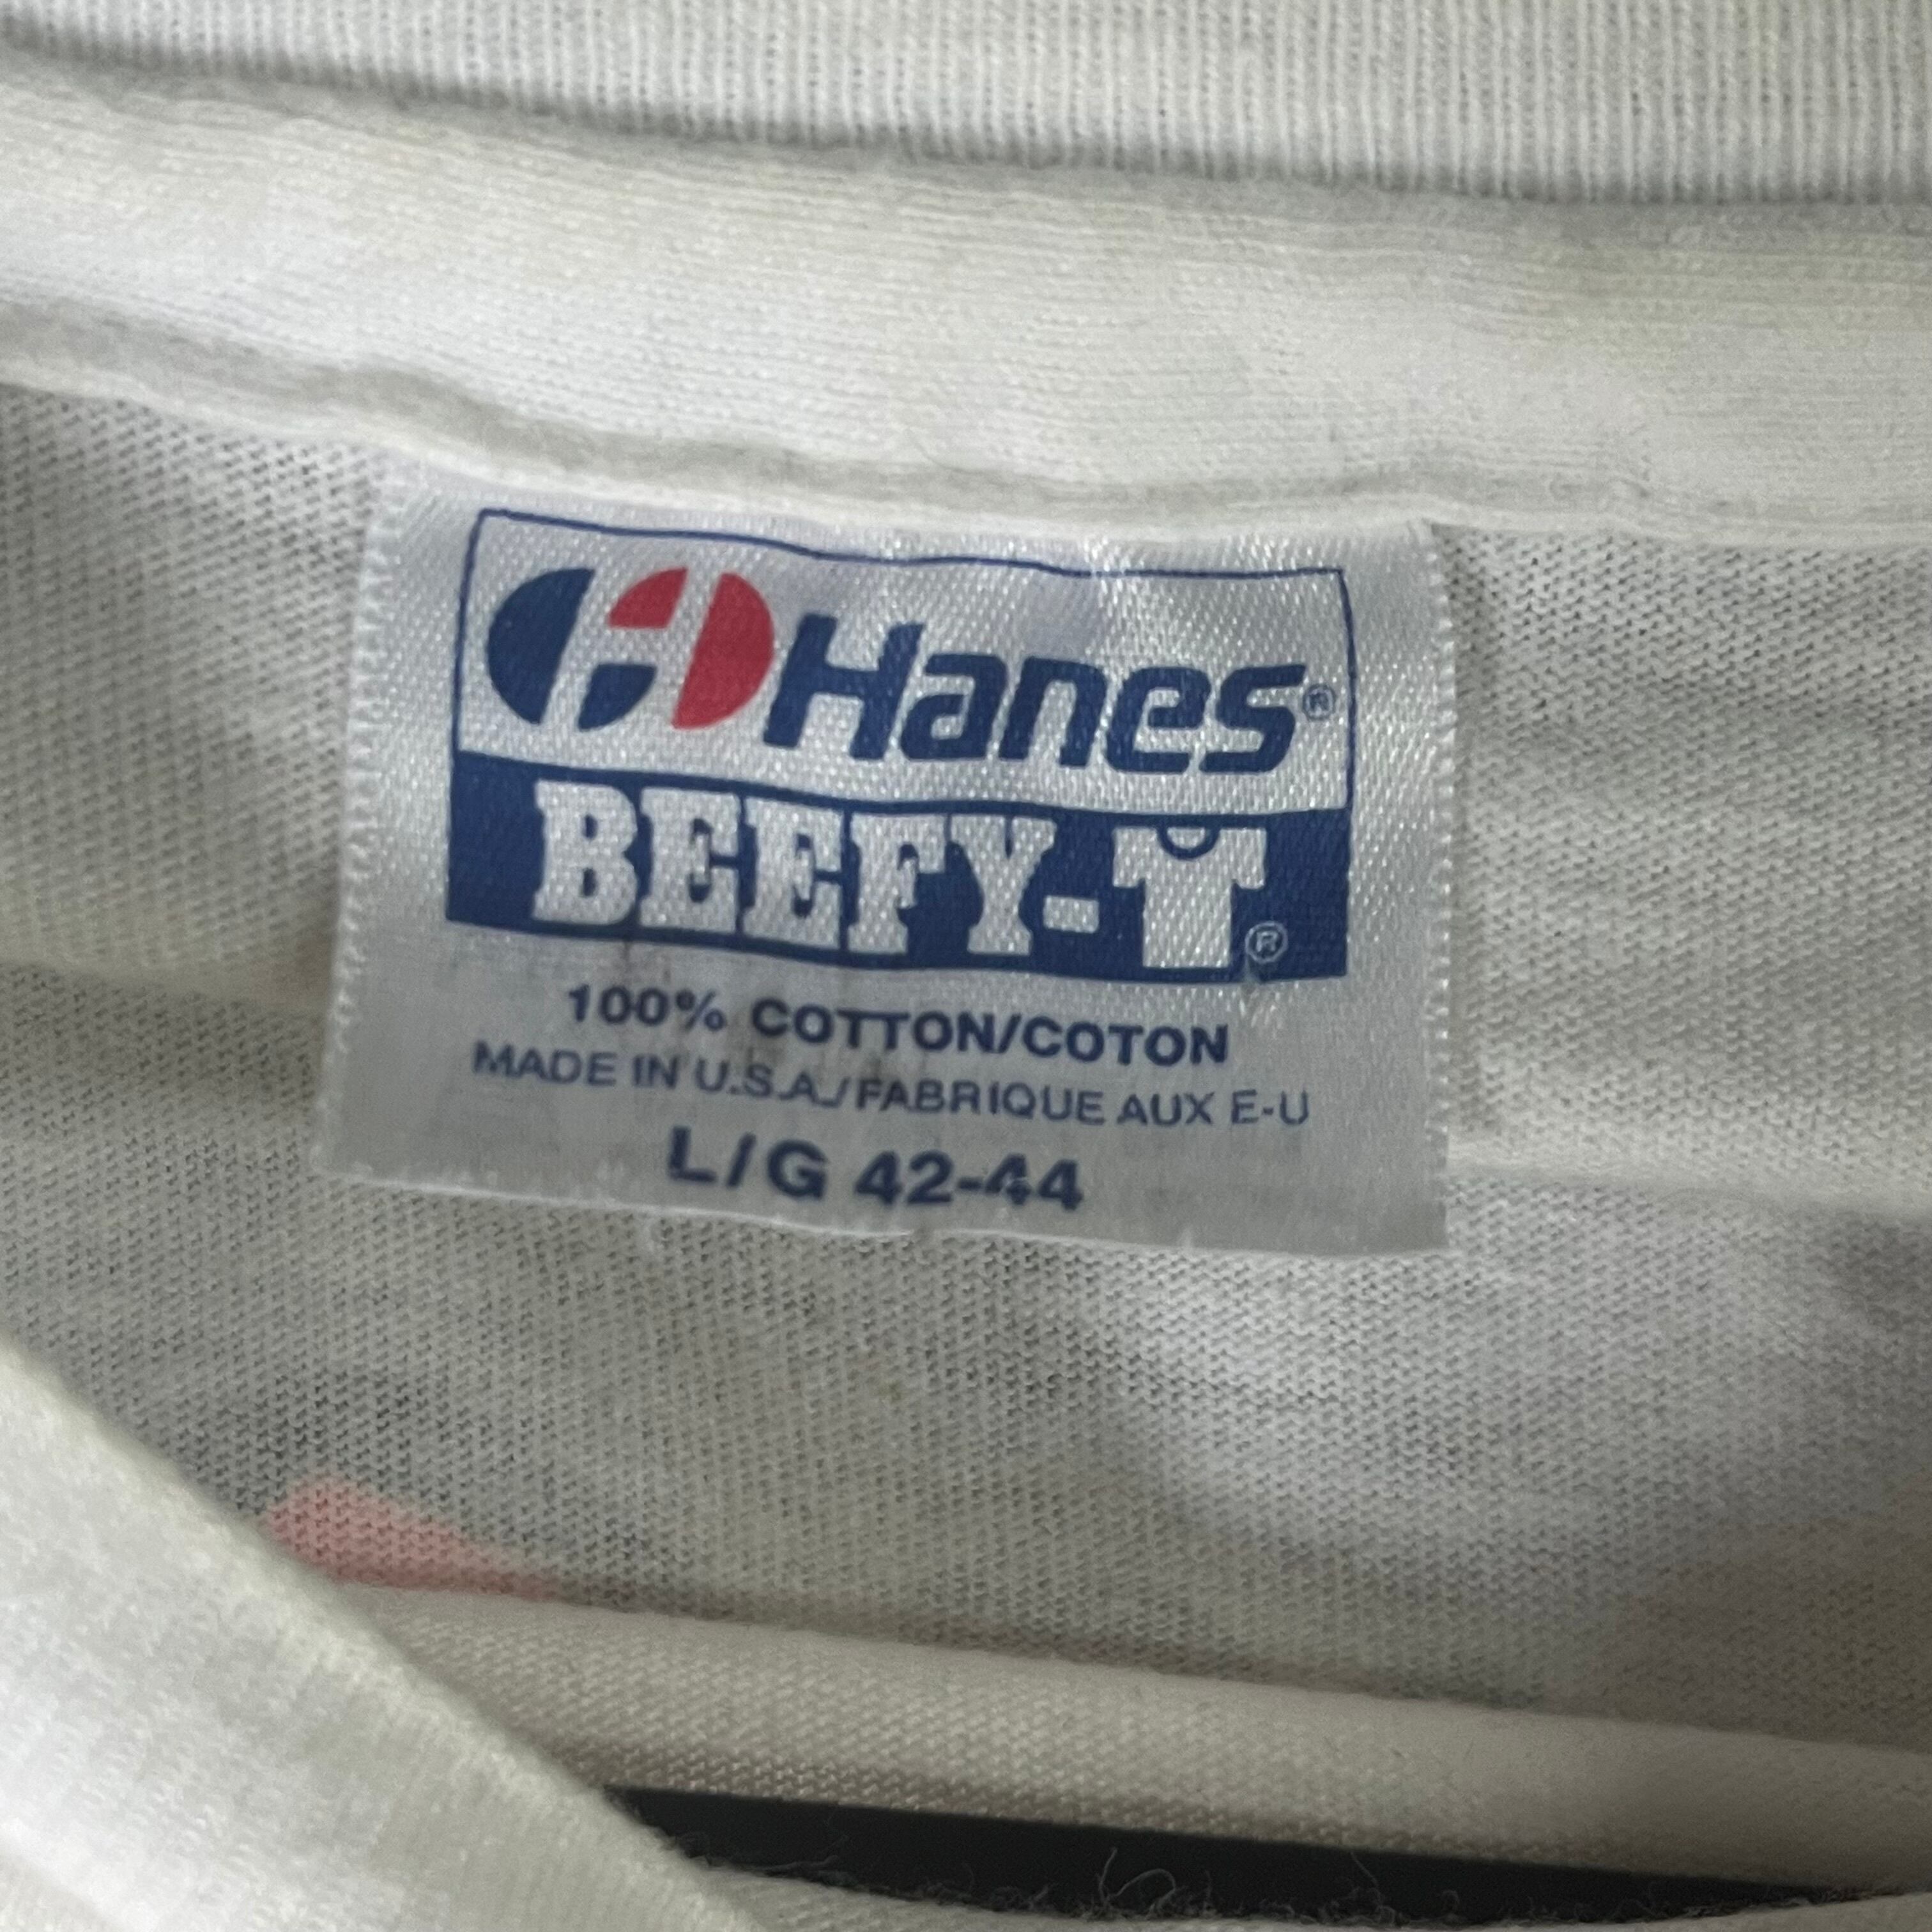 Hanes®
BEEFY-T®
100% COTTON/COTON
MADE IN U.S.A./FABRIQUE AUX E-U
L/G 42-44